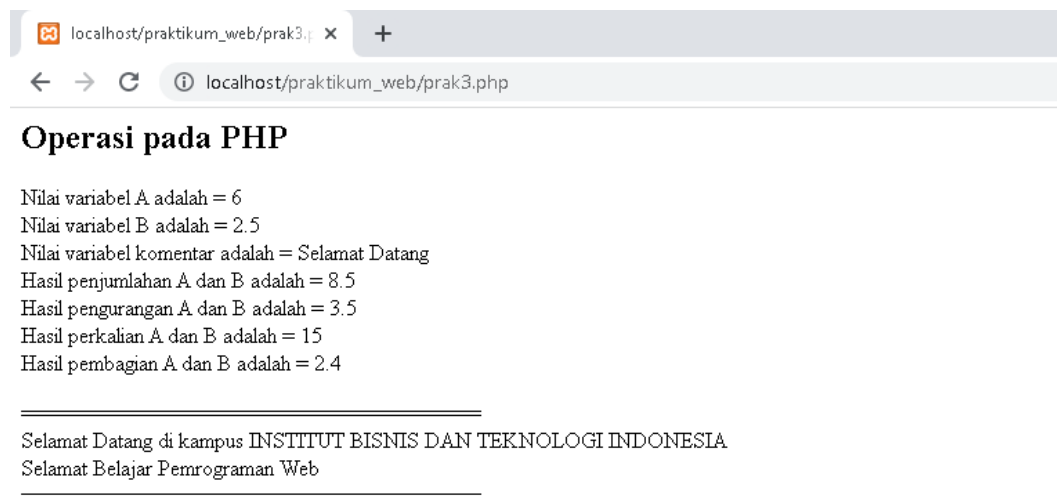 localhost/praktikum_web/prak3.p
localhost/praktikum_web/prak3.php
Operasi pada PHP
Nilai variabel A adalah = 6
Nilai variabel B adalah = 2.5
Nilai variabel komentar adalah = Selamat Datang
Hasil penjumlahan A dan B adalah = 8.5
Hasil pengurangan A dan B adalah = 3.5
Hasil perkalian A dan B adalah = 15
Hasil pembagian A dan B adalah = 2.4
Selamat Datang di kampus INSTITUT BISNIS DAN TEKNOLOGI INDONESIA
Selamat Belajar Pemrograman Web